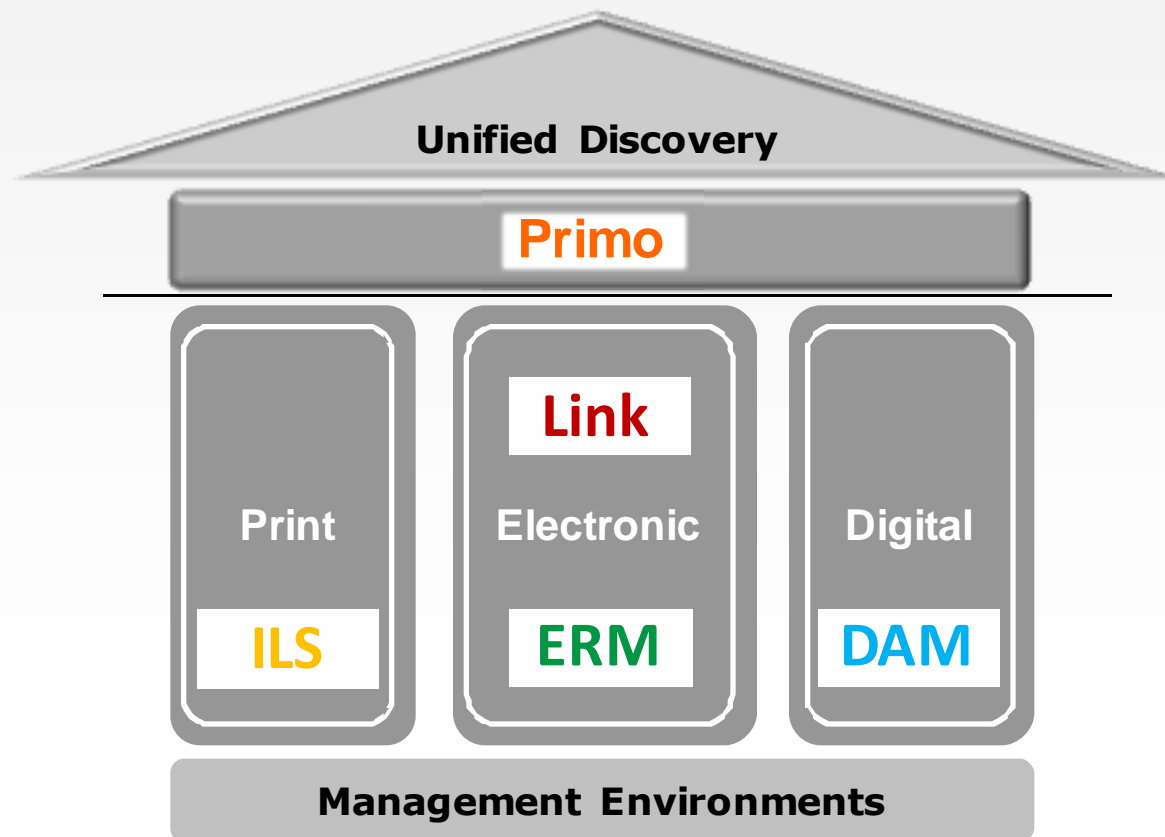 Unified Discovery
Primo
Link
Print
Electronic
Digital
ILS
ERM
DAM
Management Environments